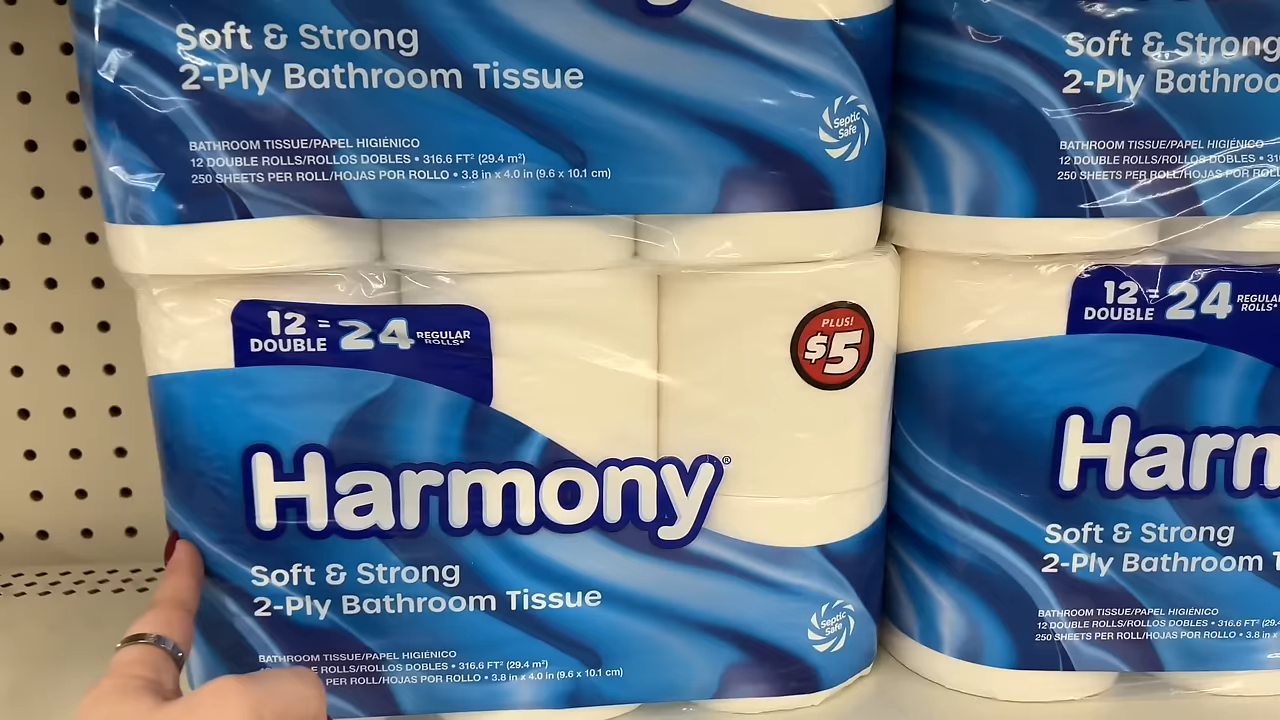 Soft & Strong
2-Ply Bathroom Tissue
Septic
Safe
BATHROOM TISSUE/PAPEL HIGIÉNICO
12 DOUBLE ROLLS/ROLLOS DOBLES • 316.6 FT² (29.4 m²)
250 SHEETS PER ROLL/HOJAS POR ROLLO • 3.8 in x 4.0 in (9.6 x 10.1 cm)
Soft & Strong
2-Ply
BATHROOM TISSUE/PAPEL HIGIÉNICO
12 DOUBLE ROLLS/ROLLOS DOBLES •
250 SHEETS PER ROLL/HOJAS POR
12 = 24 REGULAR
DOUBLE ROLLS*
PLUS!
$5
Harmony®
Soft & Strong
2-Ply Bathroom Tissue
Septic
Safe
BATHROOM TISSUE/PAPEL HIGIÉNICO
ROLLS/ROLLOS DOBLES • 316.6 FT² (29.4 m²)
PER ROLL/HOJAS POR ROLLO • 3.8 in x 4.0 in (9.6 x 10.1 cm)
12 = 24
DOUBLE ROLLS*
Soft & Strong
2-Ply Bathroom
BATHROOM TISSUE/PAPEL HIGIÉNICO
12 DOUBLE ROLLS/ROLLOS DOBLES • 316.6 FT²
250 SHEETS PER ROLL/HOJAS POR ROLLO • 3.8 in